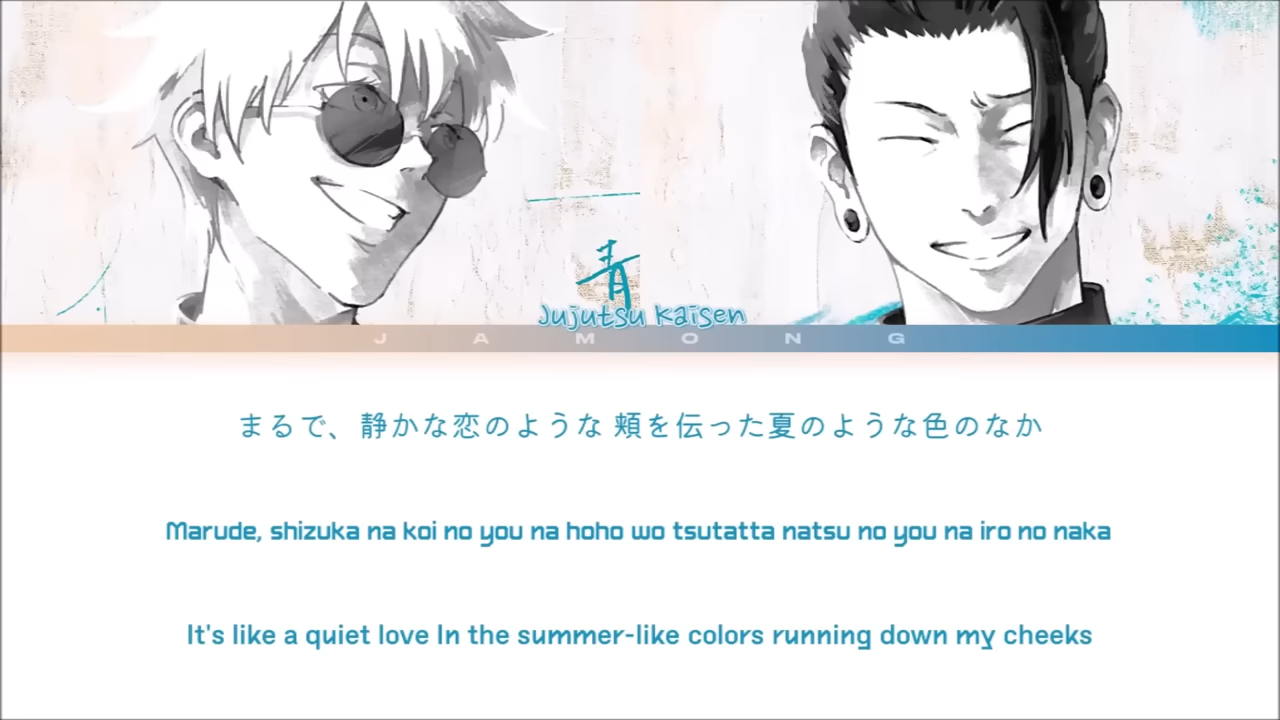 青
Jujutsu Kaisen
J A M O N G
まるで、静かな恋のような 頬を伝った夏のような色のなか
Marude, shizuka na koi no you na hoho wo tsutatta natsu no you na iro no naka
It's like a quiet love In the summer-like colors running down my cheeks